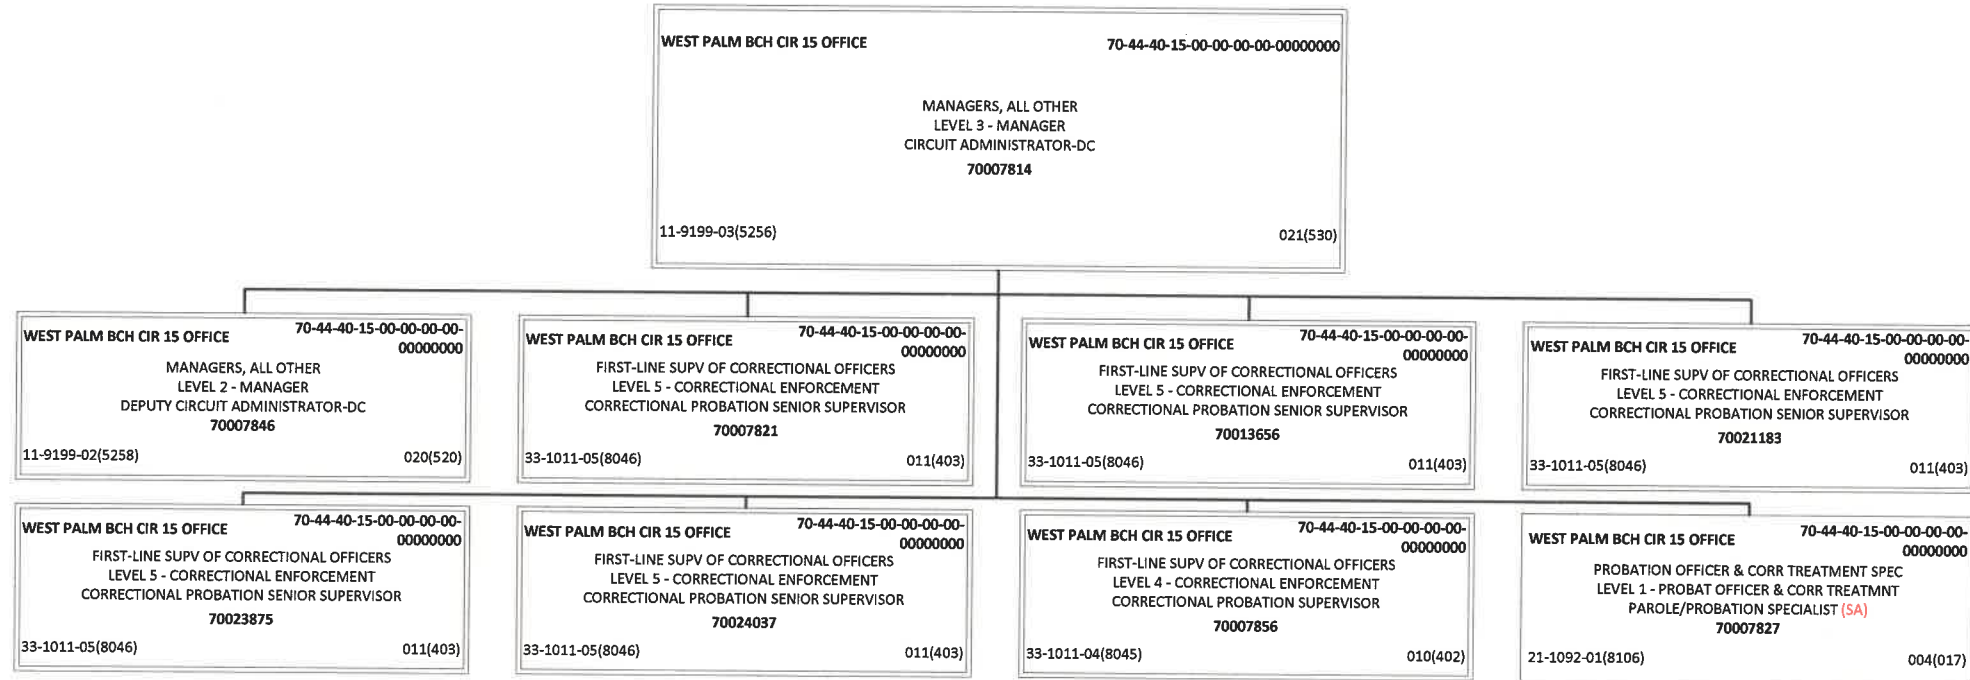 WEST PALM BCH CIR 15 OFFICE 70-44-40-15-00-00-00-00-00000000
MANAGERS, ALL OTHER
LEVEL 3 - MANAGER
CIRCUIT ADMINISTRATOR-DC
70007814
11-9199-03(5256) 021(530)
WEST PALM BCH CIR 15 OFFICE 70-44-40-15-00-00-00-00-
00000000
MANAGERS, ALL OTHER
LEVEL 2 - MANAGER
DEPUTY CIRCUIT ADMINISTRATOR-DC
70007846
11-9199-02(5258) 020(520)
WEST PALM BCH CIR 15 OFFICE 70-44-40-15-00-00-00-00-
00000000
FIRST-LINE SUPV OF CORRECTIONAL OFFICERS
LEVEL 5 - CORRECTIONAL ENFORCEMENT
CORRECTIONAL PROBATION SENIOR SUPERVISOR
70007821
33-1011-05(8046) 011(403)
WEST PALM BCH CIR 15 OFFICE 70-44-40-15-00-00-00-00-
00000000
FIRST-LINE SUPV OF CORRECTIONAL OFFICERS
LEVEL 5 - CORRECTIONAL ENFORCEMENT
CORRECTIONAL PROBATION SENIOR SUPERVISOR
70013656
33-1011-05(8046) 011(403)
WEST PALM BCH CIR 15 OFFICE 70-44-40-15-00-00-00-00-
00000000
FIRST-LINE SUPV OF CORRECTIONAL OFFICERS
LEVEL 5 - CORRECTIONAL ENFORCEMENT
CORRECTIONAL PROBATION SENIOR SUPERVISOR
70021183
33-1011-05(8046) 011(403)
WEST PALM BCH CIR 15 OFFICE 70-44-40-15-00-00-00-00-
00000000
FIRST-LINE SUPV OF CORRECTIONAL OFFICERS
LEVEL 5 - CORRECTIONAL ENFORCEMENT
CORRECTIONAL PROBATION SENIOR SUPERVISOR
70023875
33-1011-05(8046) 011(403)
WEST PALM BCH CIR 15 OFFICE 70-44-40-15-00-00-00-00-
00000000
FIRST-LINE SUPV OF CORRECTIONAL OFFICERS
LEVEL 5 - CORRECTIONAL ENFORCEMENT
CORRECTIONAL PROBATION SENIOR SUPERVISOR
70024037
33-1011-05(8046) 011(403)
WEST PALM BCH CIR 15 OFFICE 70-44-40-15-00-00-00-00-
00000000
FIRST-LINE SUPV OF CORRECTIONAL OFFICERS
LEVEL 4 - CORRECTIONAL ENFORCEMENT
CORRECTIONAL PROBATION SUPERVISOR
70007856
33-1011-04(8045) 010(402)
WEST PALM BCH CIR 15 OFFICE 70-44-40-15-00-00-00-00-
00000000
PROBATION OFFICER & CORR TREATMENT SPEC
LEVEL 1 - PROBAT OFFICER & CORR TREATMNT
PAROLE/PROBATION SPECIALIST (SA)
70007827
21-1092-01(8106) 004(017)